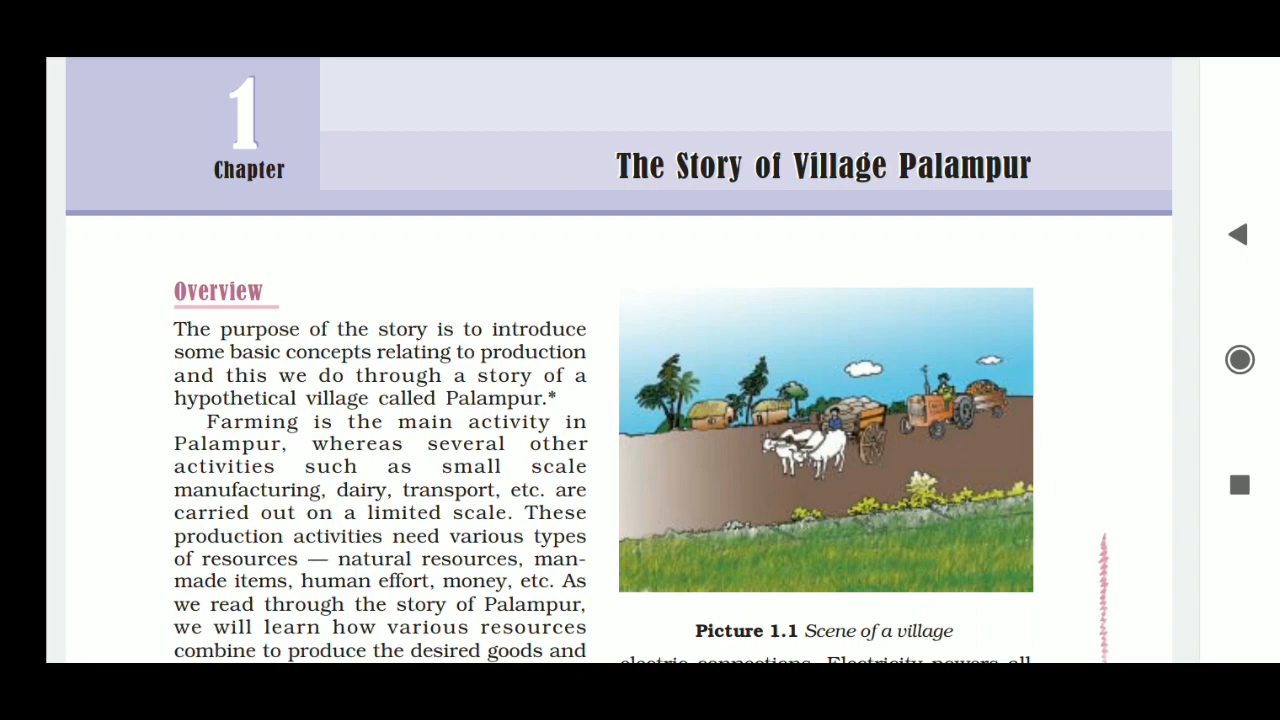 1
Chapter
The Story of Village Palampur
Overview
The purpose of the story is to introduce
some basic concepts relating to production
and this we do through a story of a
hypothetical village called Palampur.*
Farming is the main activity in
Palampur, whereas several other
activities such as small scale
manufacturing, dairy, transport, etc. are
carried out on a limited scale. These
production activities need various types
of resources — natural resources, man-
made items, human effort, money, etc. As
we read through the story of Palampur,
we will learn how various resources
combine to produce the desired goods and
Picture 1.1 Scene of a village
electric connections. Electricity powers all